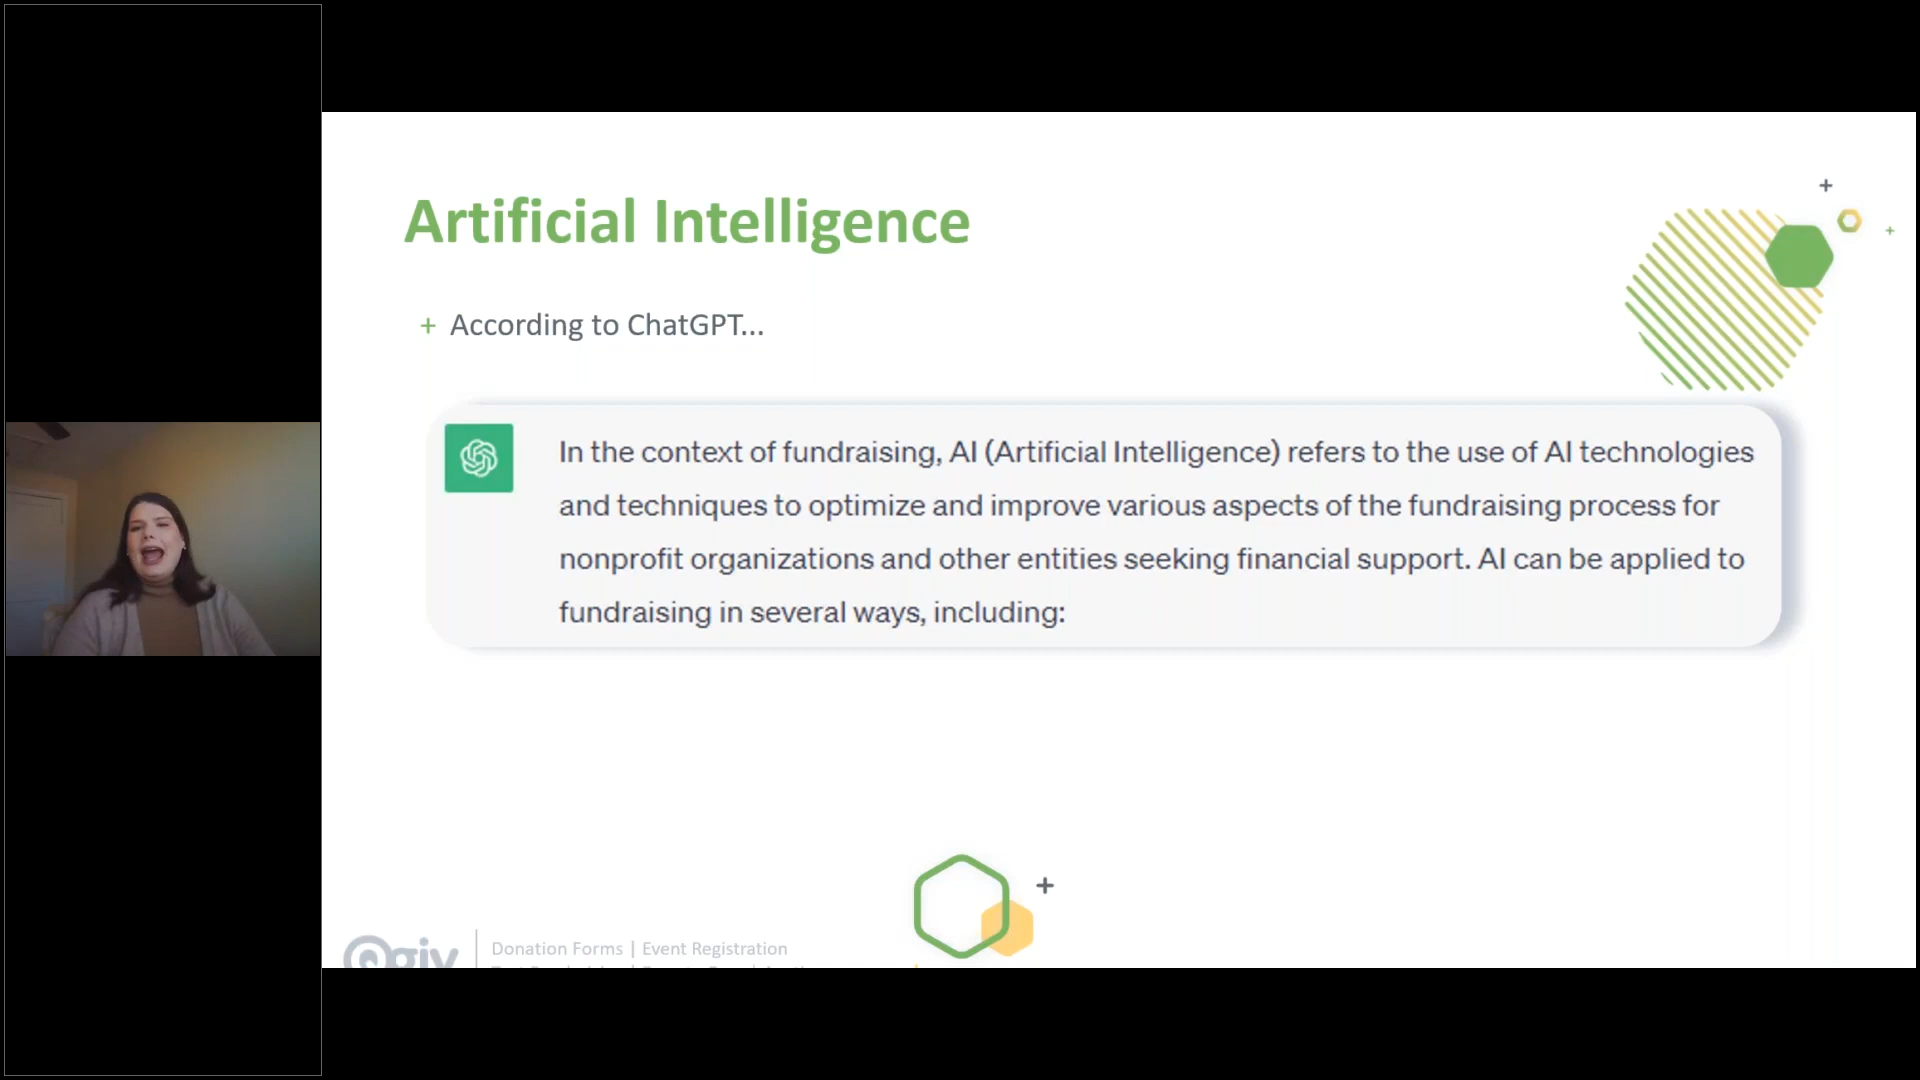 Artificial Intelligence
+ According to ChatGPT...
In the context of fundraising, AI (Artificial Intelligence) refers to the use of AI technologies
and techniques to optimize and improve various aspects of the fundraising process for
nonprofit organizations and other entities seeking financial support. AI can be applied to
fundraising in several ways, including:
Qgiv
Donation Forms | Event Registration